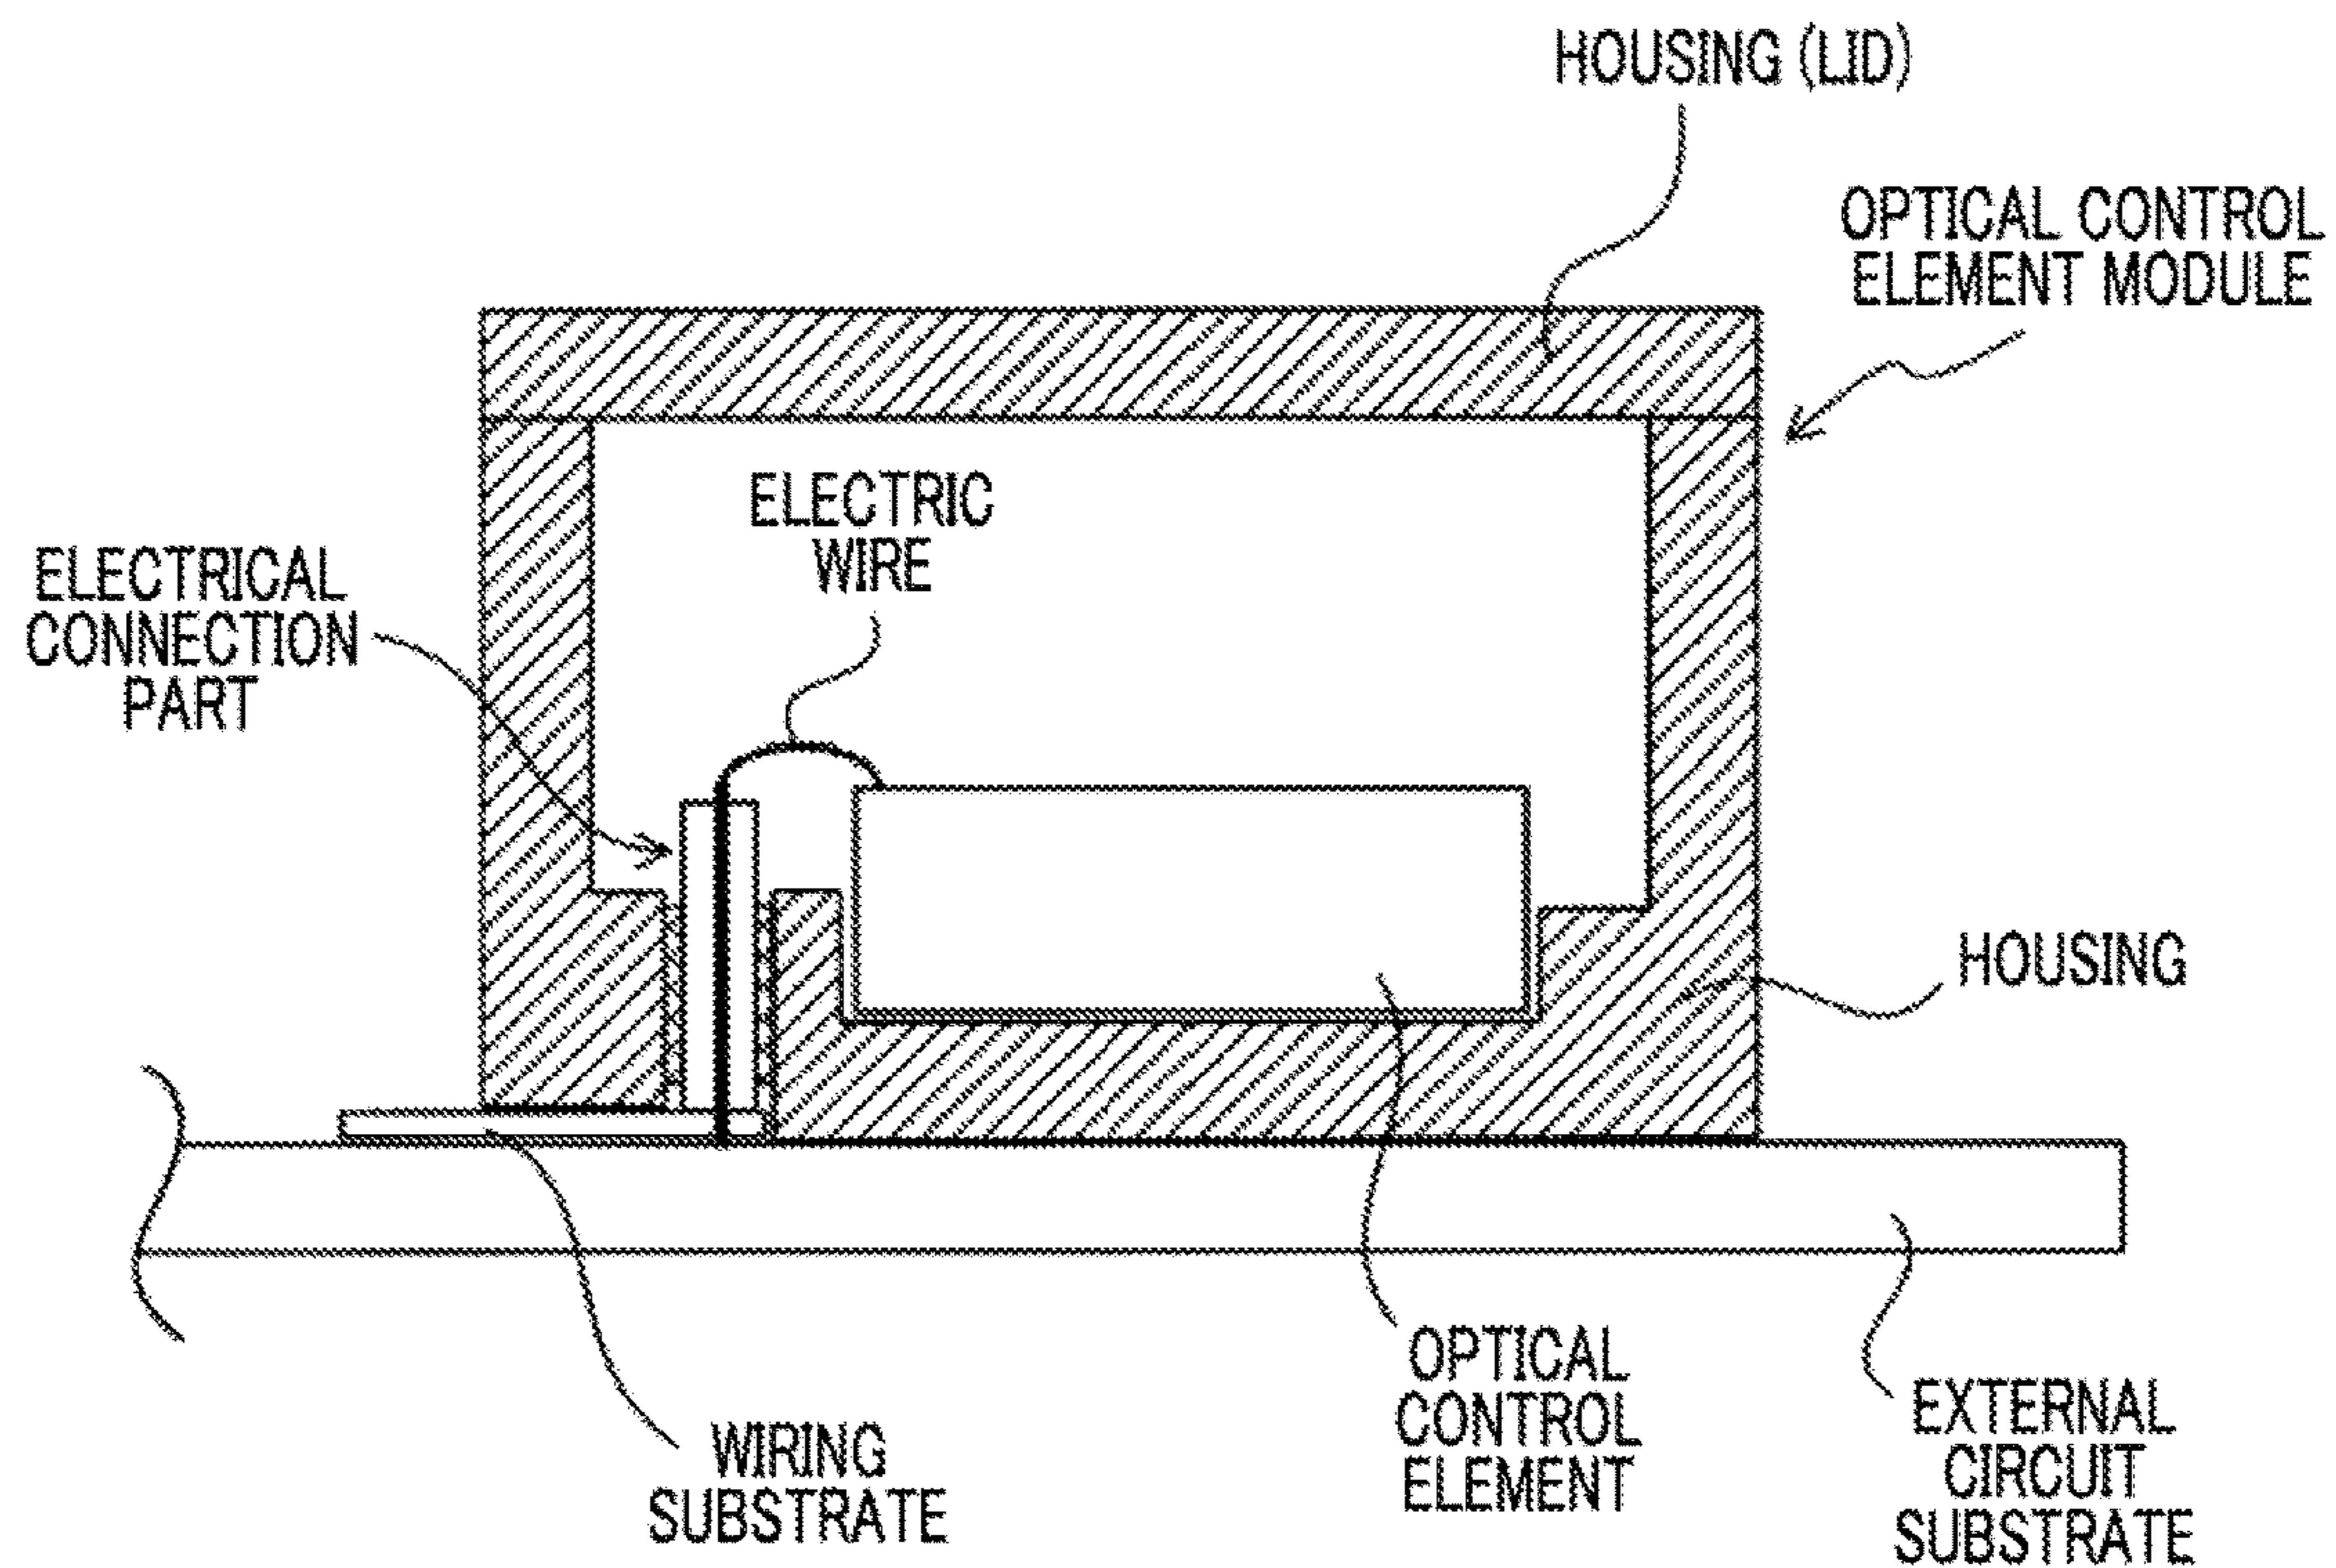 HOUSING (LID)
OPTICAL CONTROL
ELEMENT MODULE
ELECTRIC
WIRE
ELECTRICAL
CONNECTION
PART
HOUSING
OPTICAL
CONTROL
ELEMENT
EXTERNAL
CIRCUIT
SUBSTRATE
WIRING
SUBSTRATE